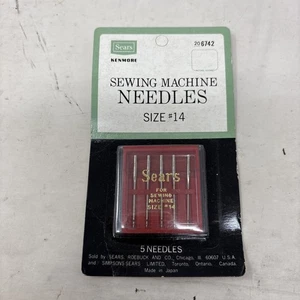 Sears
KENMORE
20 6742
SEWING MACHINE
NEEDLES
SIZE #14
Sears
FOR
SEWING
MACHINE
SIZE #14
5 NEEDLES
Sold by SEARS, ROEBUCK AND CO., Chicago, Il. 60607 U.S.A.
and SIMPSONS-SEARS LIMITED, Toronto, Ontario, Canada.
Made in Japan